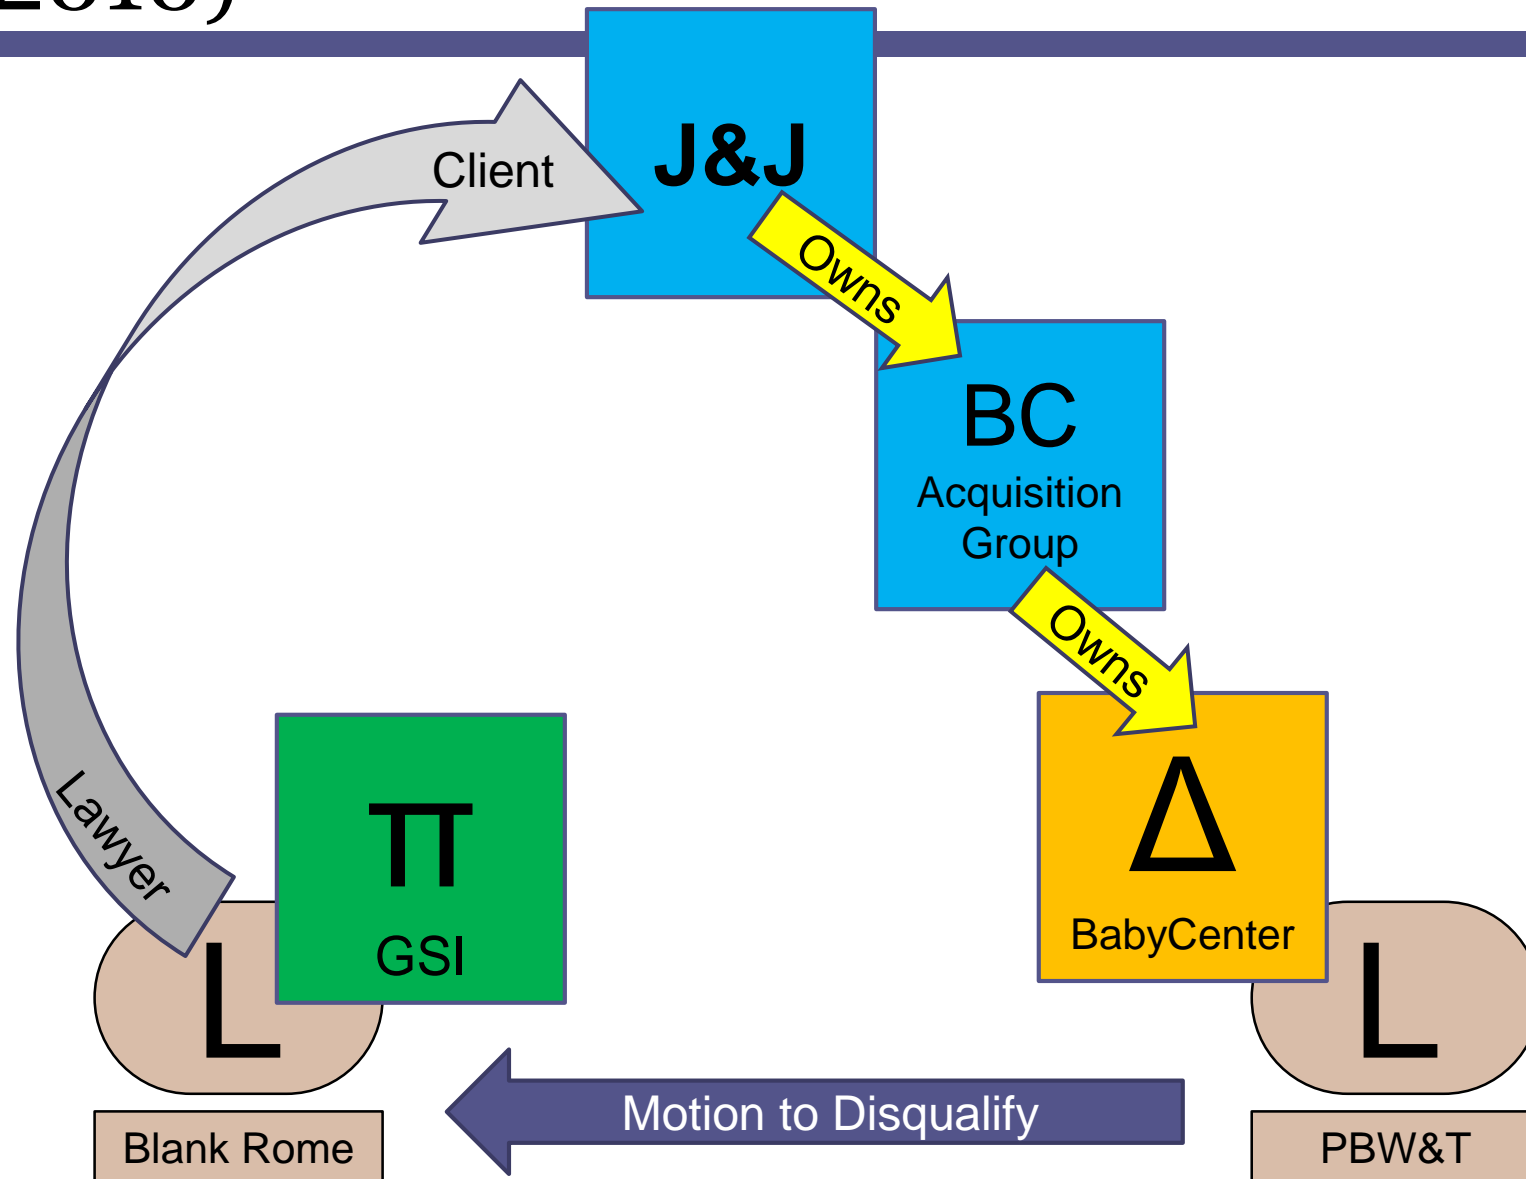 J&J
Client
Owns
BC
Acquisition
Group
Owns
π
GSI
Δ
BabyCenter
Lawyer
L
L
Motion to Disqualify
Blank Rome
PBW&T